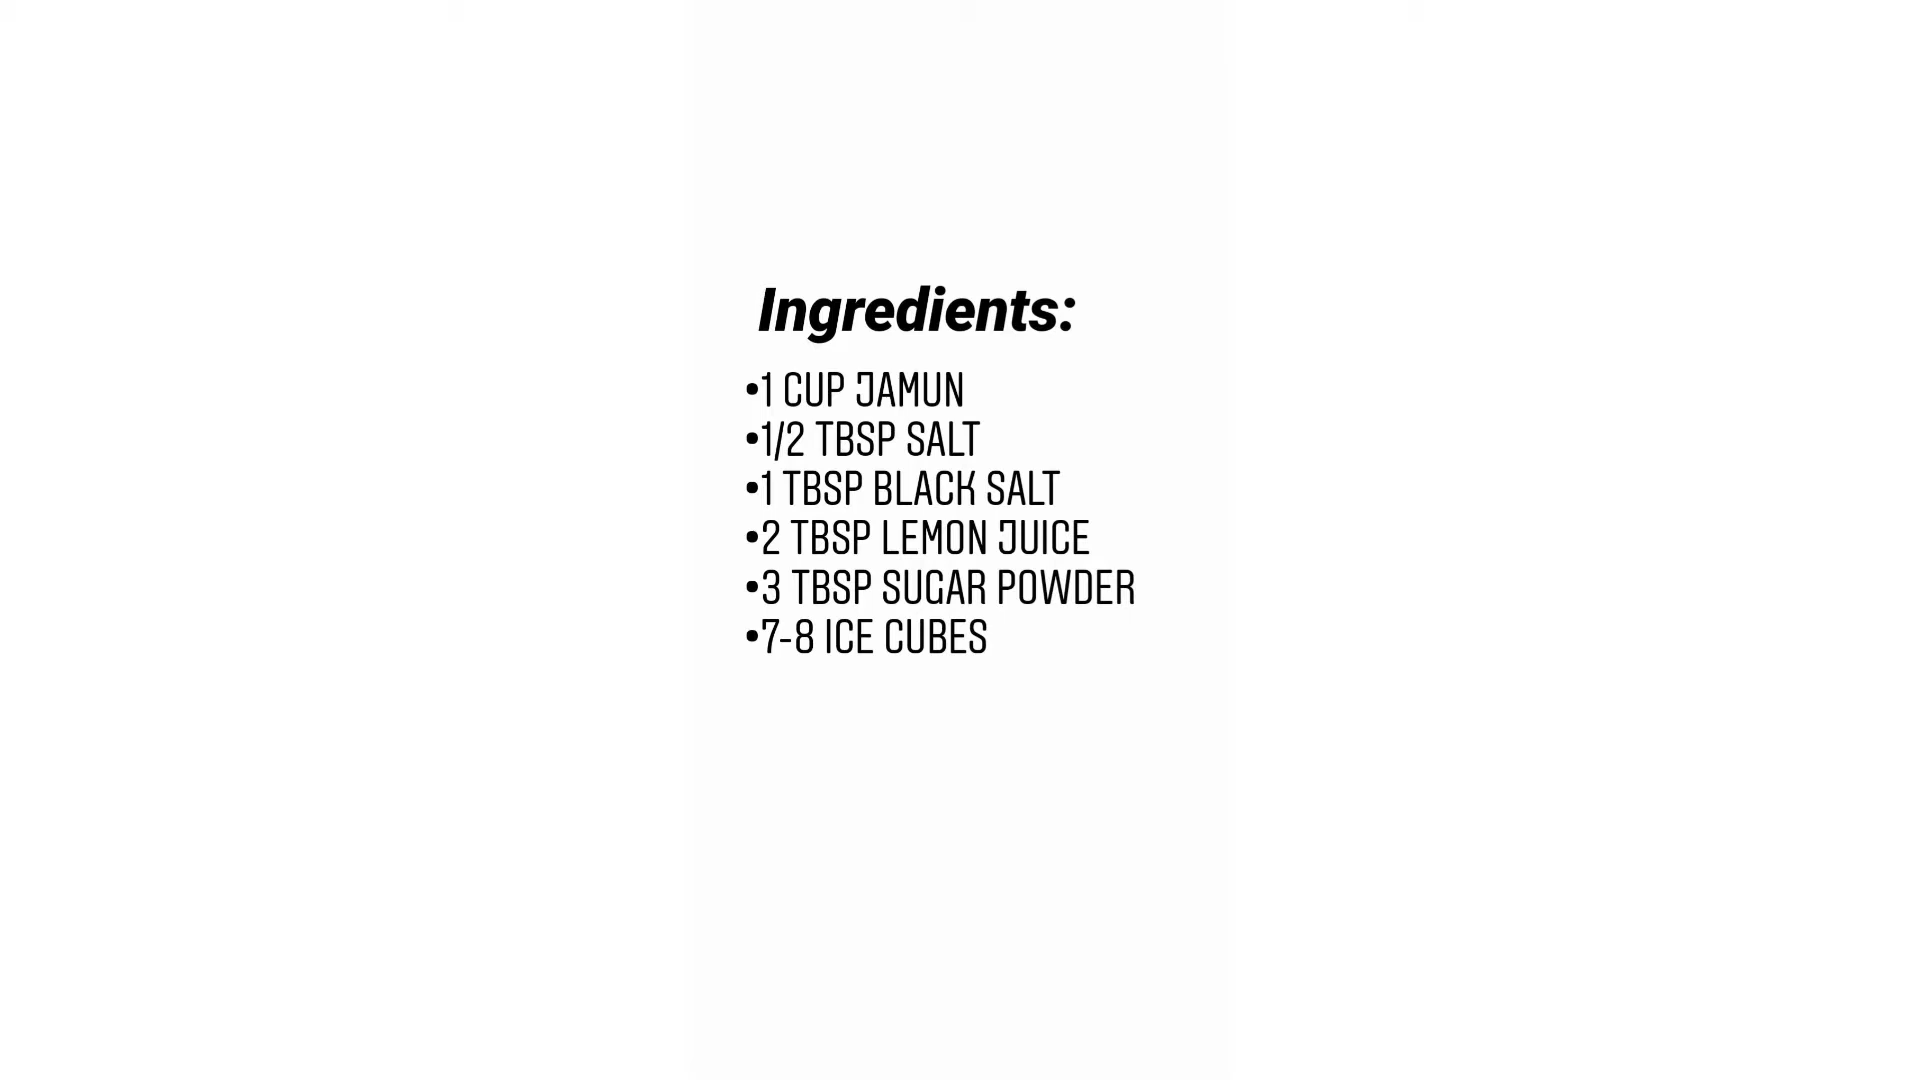 Ingredients:
•1 CUP JAMUN
•1/2 TBSP SALT
•1 TBSP BLACK SALT
•2 TBSP LEMON JUICE
•3 TBSP SUGAR POWDER
•7-8 ICE CUBES